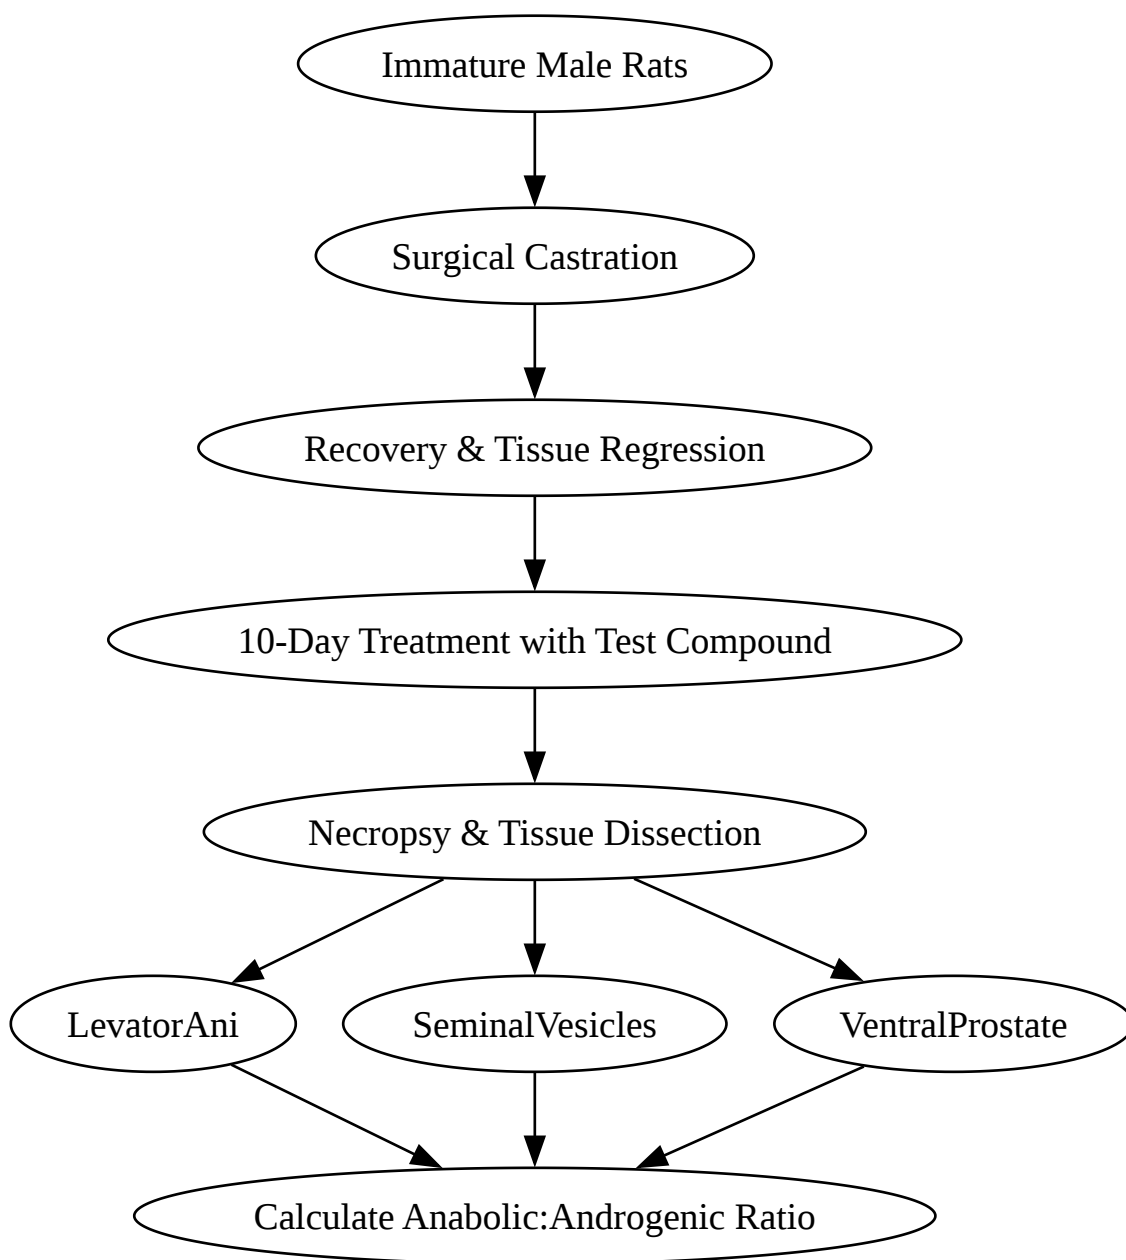 Immature Male Rats
Surgical Castration
Recovery & Tissue Regression
10-Day Treatment with Test Compound
Necropsy & Tissue Dissection
LevatorAni
SeminalVesicles
VentralProstate
Calculate Anabolic:Androgenic Ratio